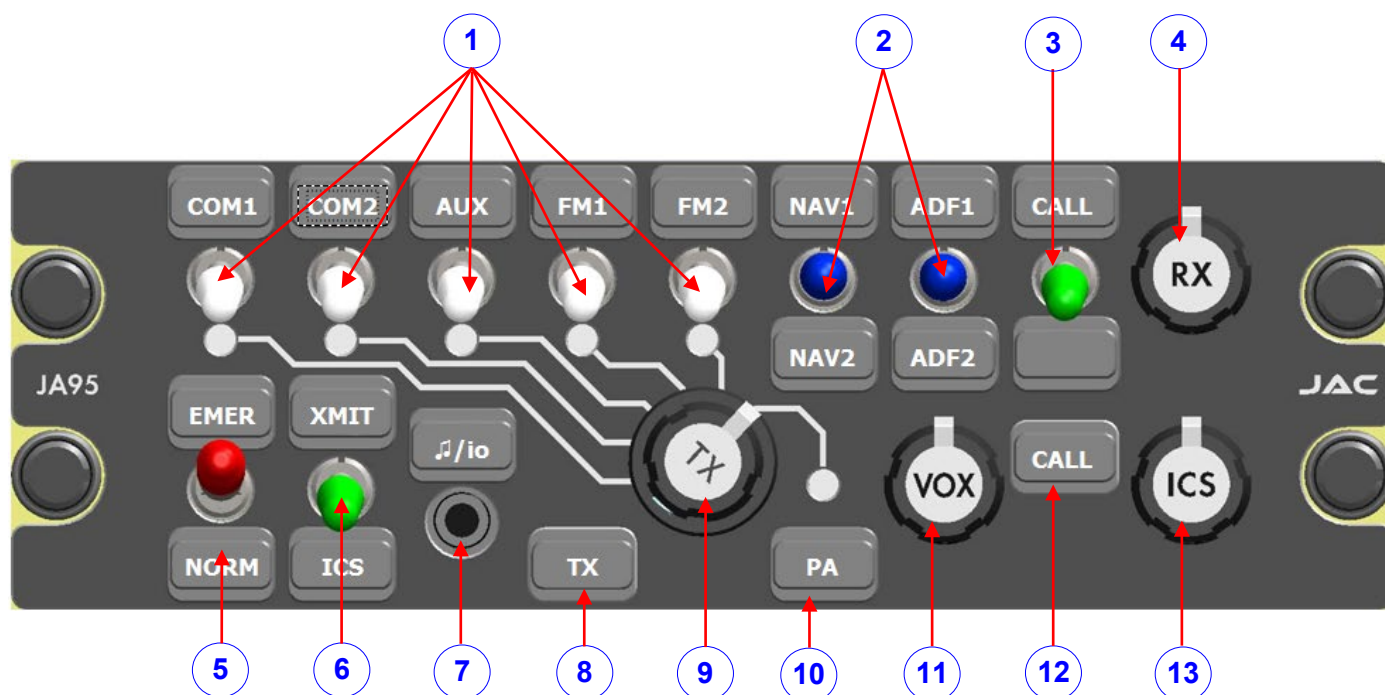 1 2 3 4
COM1 COM2 AUX FM1 FM2 NAV1 ADF1 CALL
RX
NAV2 ADF2
JA95 JAC
EMER XMIT
♫/io TX CALL
VOX ICS
NORM ICS TX PA
5 6 7 8 9 10 11 12 13